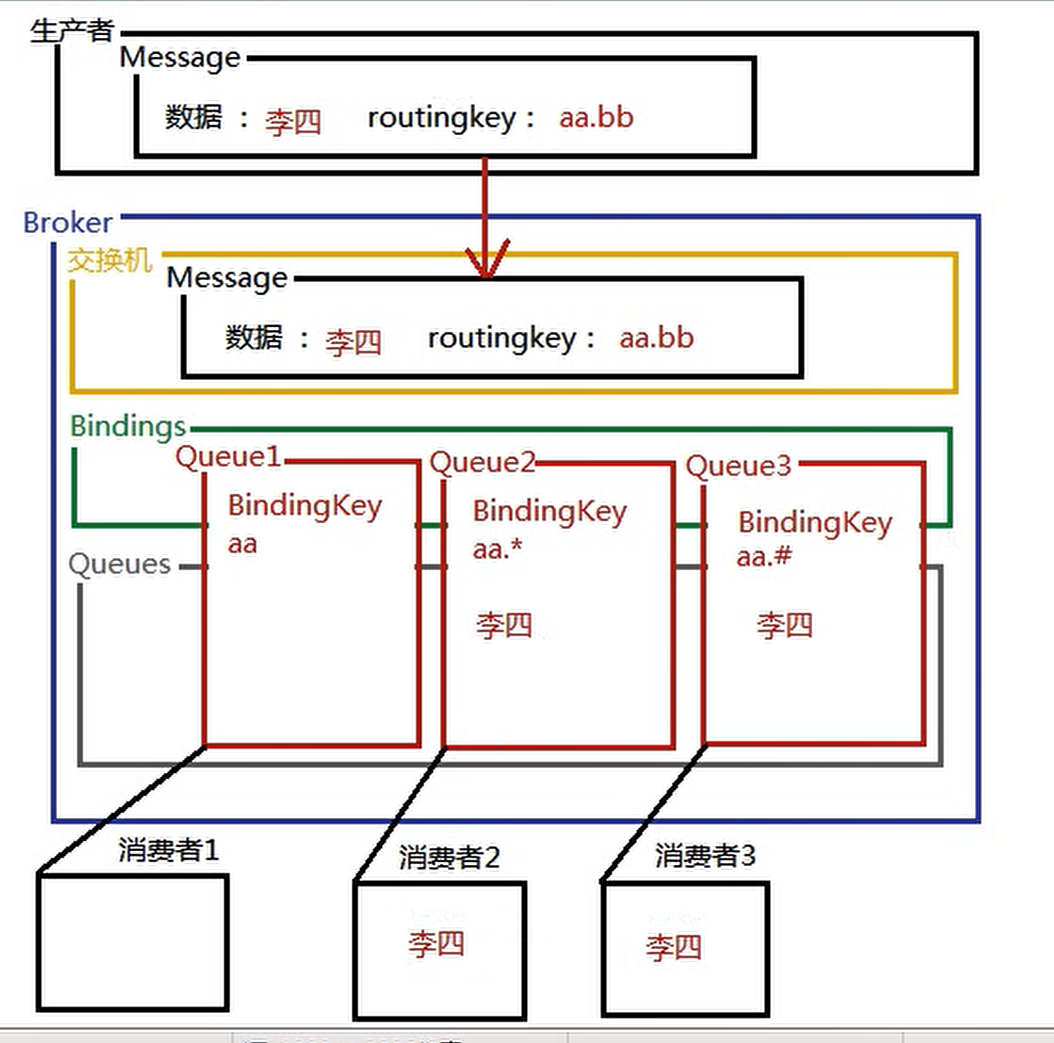 生产者
Message
数据 : 李四 routingkey : aa.bb
Broker
交换机
Message
数据 : 李四 routingkey : aa.bb
Bindings
Queue1 Queue2 Queue3
BindingKey BindingKey BindingKey
aa aa.* aa.#
Queues
李四 李四
消费者1 消费者2 消费者3
李四 李四